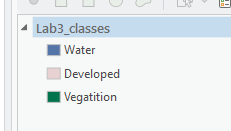 Lab3_classes
Water
Developed
Vegatition